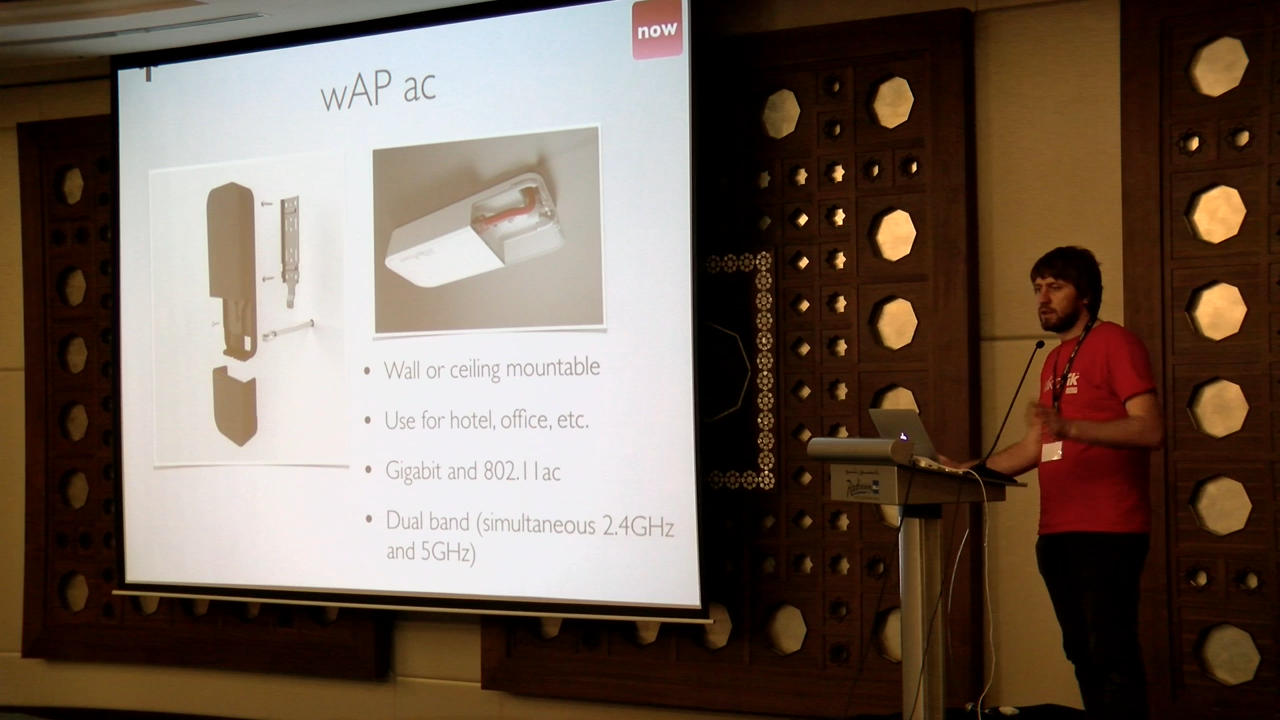 now
wAP ac
• Wall or ceiling mountable
• Use for hotel, office, etc.
• Gigabit and 802.11ac
• Dual band (simultaneous 2.4GHz
and 5GHz)
Radisson